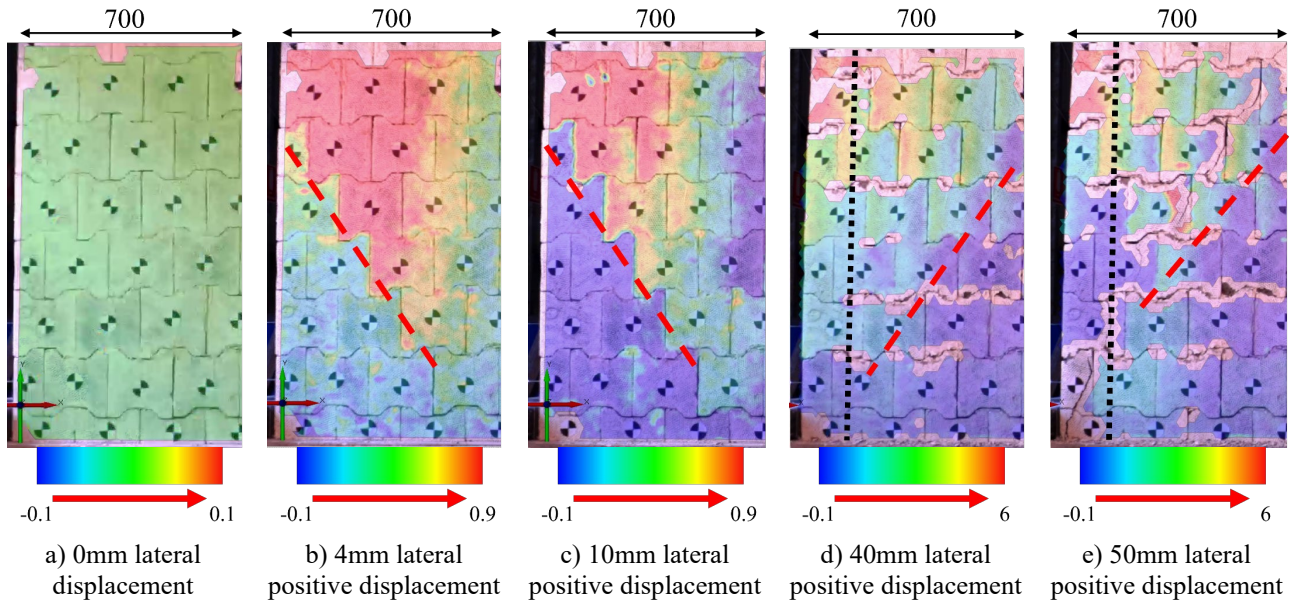 700 700 700 700 700
-0.1 0.1 -0.1 0.9 -0.1 0.9 -0.1 6 -0.1 6
a) 0mm lateral
displacement
b) 4mm lateral
positive displacement
c) 10mm lateral
positive displacement
d) 40mm lateral
positive displacement
e) 50mm lateral
positive displacement